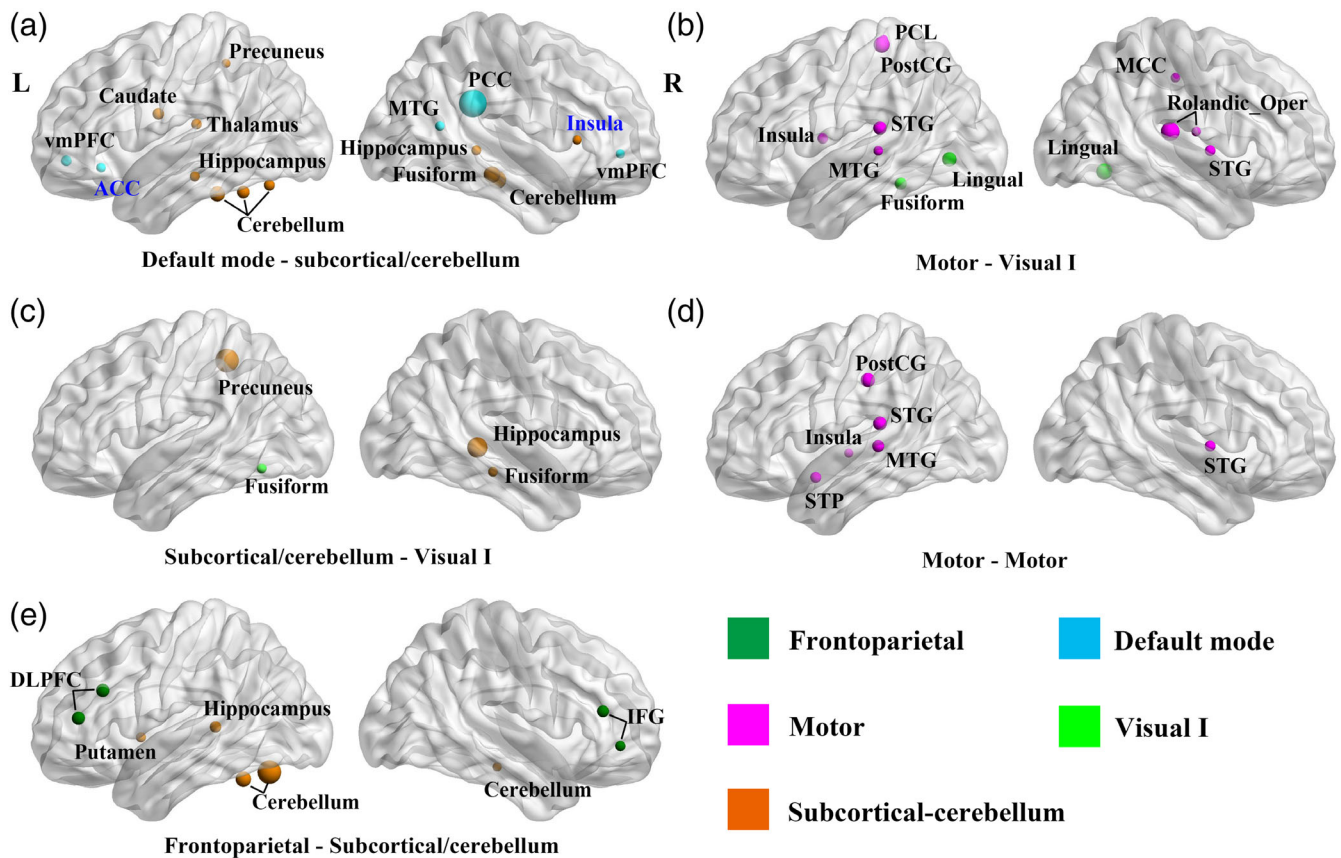 (a)
L
Precuneus
Caudate
Thalamus
vmPFC
Hippocampus
ACC
Cerebellum
PCC
MTG
Insula
Hippocampus
vmPFC
Fusiform
Cerebellum
Default mode - subcortical/cerebellum
(b)
R
PCL
PostCG
Insula
STG
MTG
Lingual
Fusiform
MCC
Rolandic_Oper
Lingual
STG
Motor - Visual I
(c)
Precuneus
Fusiform
Hippocampus
Fusiform
Subcortical/cerebellum - Visual I
(d)
PostCG
STG
Insula
MTG
STP
STG
Motor - Motor
(e)
DLPFC
Hippocampus
Putamen
Cerebellum
IFG
Cerebellum
Frontoparietal - Subcortical/cerebellum
Frontoparietal
Default mode
Motor
Visual I
Subcortical-cerebellum